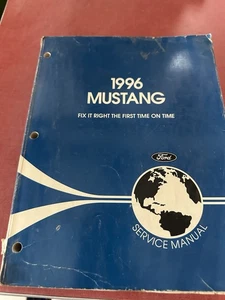 1996
MUSTANG
FIX IT RIGHT THE FIRST TIME ON TIME
Ford
SERVICE MANUAL